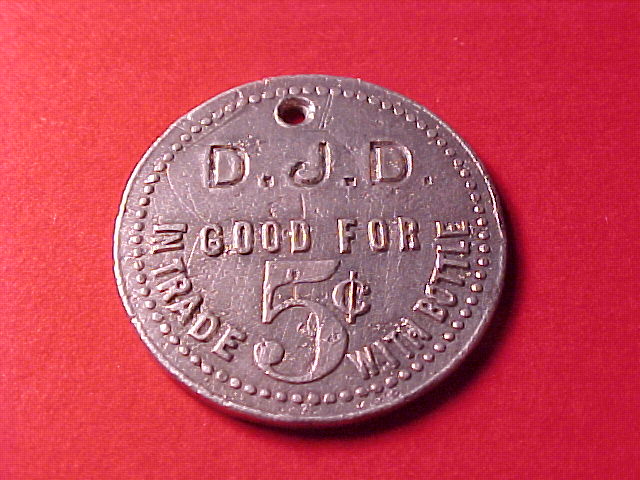 D.J.D.
GOOD FOR
5¢
IN TRADE WITH BOTTLE